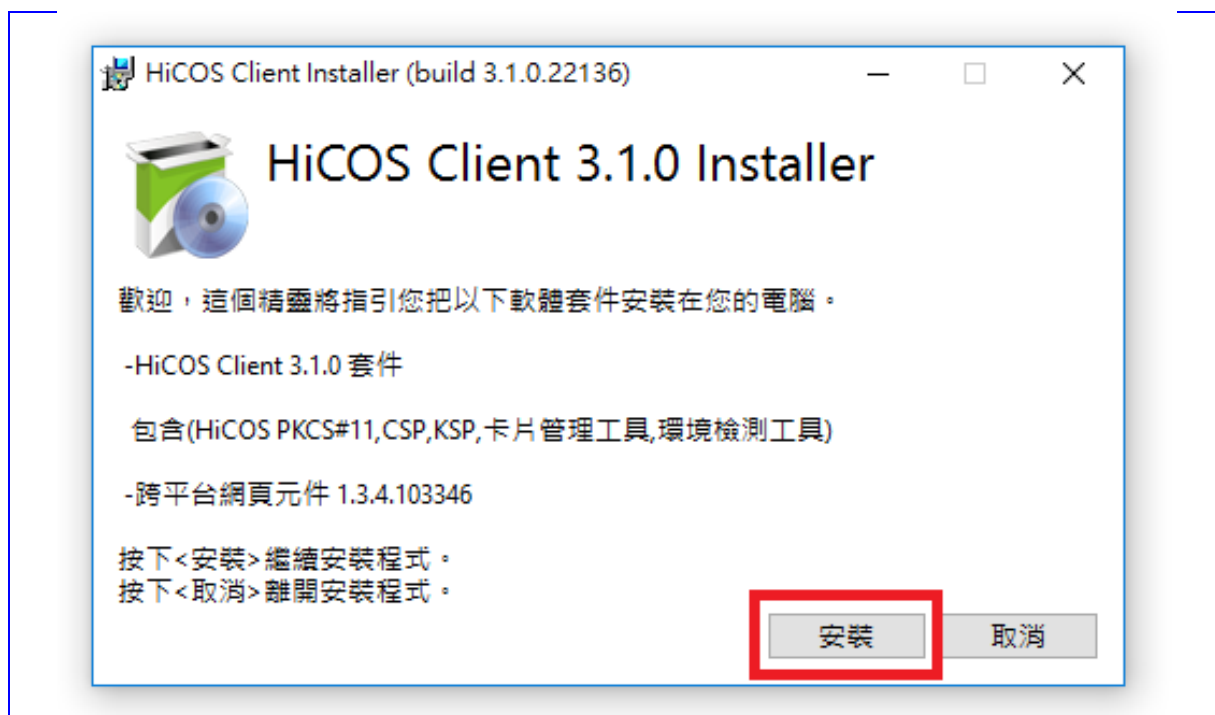 HiCOS Client Installer (build 3.1.0.22136)
HiCOS Client 3.1.0 Installer
歡迎，這個精靈將指引您把以下軟體套件安裝在您的電腦。
-HiCOS Client 3.1.0 套件
包含(HiCOS PKCS#11,CSP,KSP,卡片管理工具,環境檢測工具)
-跨平台網頁元件 1.3.4.103346
按下<安裝>繼續安裝程式。
按下<取消>離開安裝程式。
安裝 取消